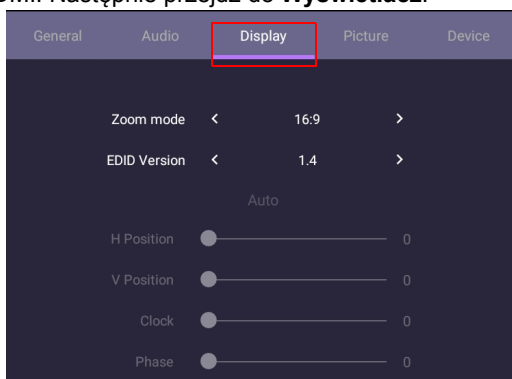 Następnie przejdź do Wyświetlacz.
General Audio Display Picture Device
Zoom mode < 16:9 >
EDID Version < 1.4 >
Auto
H Position 0
V Position 0
Clock 0
Phase 0